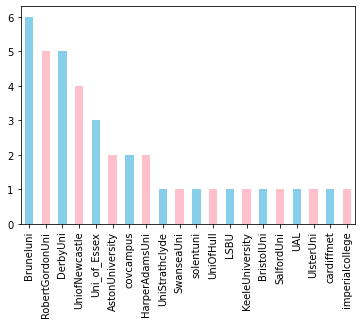 6
5
4
3
2
1
0
Bruneluni
RobertGordonUni
DerbyUni
UniofNewcastle
Uni_of_Essex
AstonUniversity
covcampus
HarperAdamsUni
UniStrathclyde
SwanseaUni
solentuni
UniOfHull
LSBU
KeeleUniversity
BristolUni
SalfordUni
UAL
UlsterUni
cardiffmet
imperialcollege